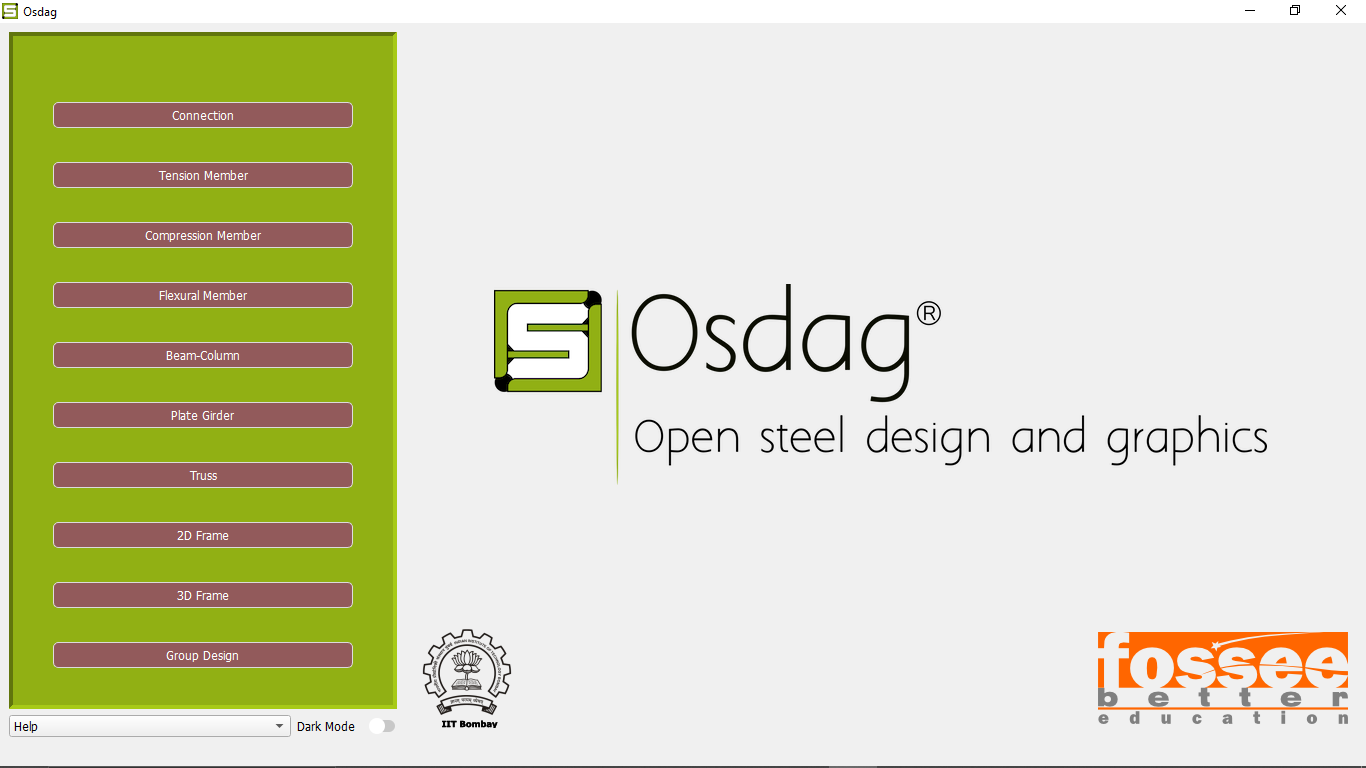 Osdag
Connection
Tension Member
Compression Member
Flexural Member
Beam-Column
Plate Girder
Truss
2D Frame
3D Frame
Group Design
Help
Dark Mode
Osdag®
Open steel design and graphics
IIT Bombay
fossee
better
education